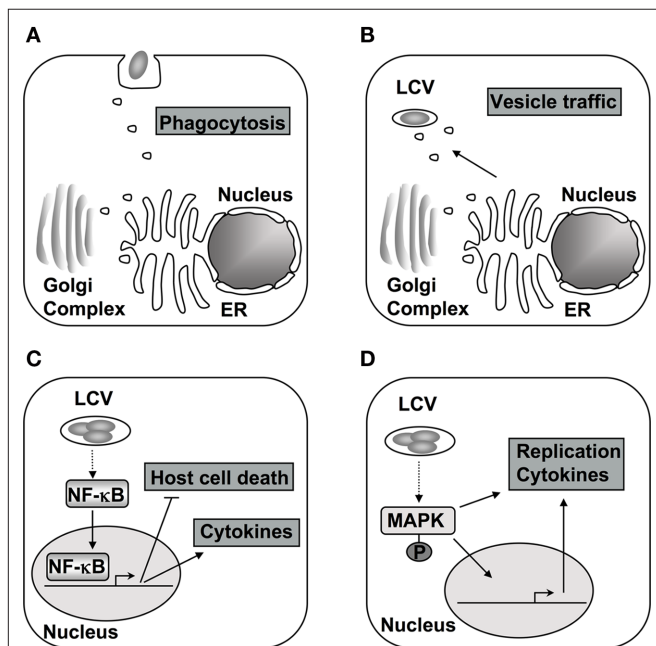 A
Phagocytosis
Nucleus
Golgi
Complex
ER
B
LCV
Vesicle traffic
Nucleus
Golgi
Complex
ER
C
LCV
NF-κB
Host cell death
Cytokines
NF-κB
Nucleus
D
LCV
Replication
Cytokines
MAPK
P
Nucleus